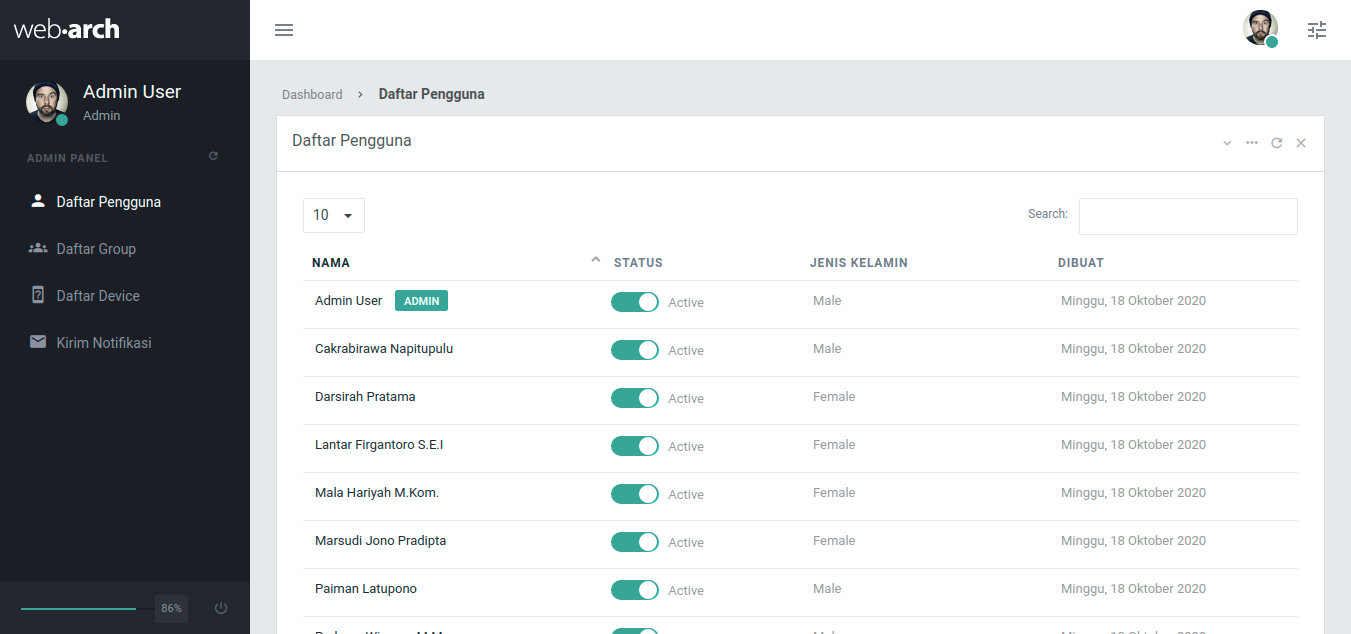 web·arch
Admin User
Admin
ADMIN PANEL
Daftar Pengguna
Daftar Group
Daftar Device
Kirim Notifikasi
86%
Dashboard > Daftar Pengguna
Daftar Pengguna
10
Search:
NAMA STATUS JENIS KELAMIN DIBUAT
Admin User ADMIN Active Male Minggu, 18 Oktober 2020
Cakrabirawa Napitupulu Active Male Minggu, 18 Oktober 2020
Darsirah Pratama Active Female Minggu, 18 Oktober 2020
Lantar Firgantoro S.E.I Active Female Minggu, 18 Oktober 2020
Mala Hariyah M.Kom. Active Female Minggu, 18 Oktober 2020
Marsudi Jono Pradipta Active Female Minggu, 18 Oktober 2020
Paiman Latupono Active Male Minggu, 18 Oktober 2020